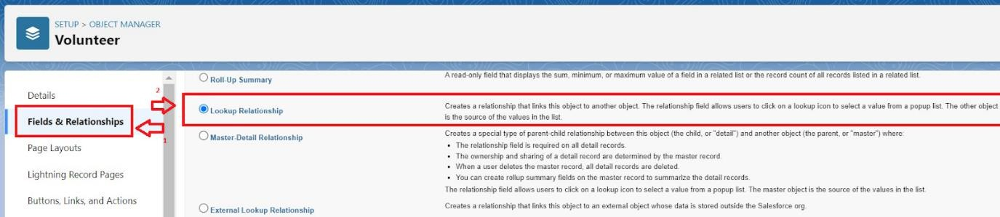 SETUP > OBJECT MANAGER
Volunteer
Details
Fields & Relationships
Page Layouts
Lightning Record Pages
Buttons, Links, and Actions
2
1
Roll-Up Summary
A read-only field that displays the sum, minimum, or maximum value of a field in a related list or the record count of all records listed in a related list.
Lookup Relationship
Creates a relationship that links this object to another object. The relationship field allows users to click on a lookup icon to select a value from a popup list. The other object
is the source of the values in the list.
Master-Detail Relationship
Creates a special type of parent-child relationship between this object (the child, or "detail") and another object (the parent, or "master") where:
• The relationship field is required on all detail records.
• The ownership and sharing of a detail record are determined by the master record.
• When a user deletes the master record, all detail records are deleted.
• You can create rollup summary fields on the master record to summarize the detail records.
The relationship field allows users to click on a lookup icon to select a value from a popup list. The master object is the source of the values in the list.
External Lookup Relationship
Creates a relationship that links this object to an external object whose data is stored outside the Salesforce org.